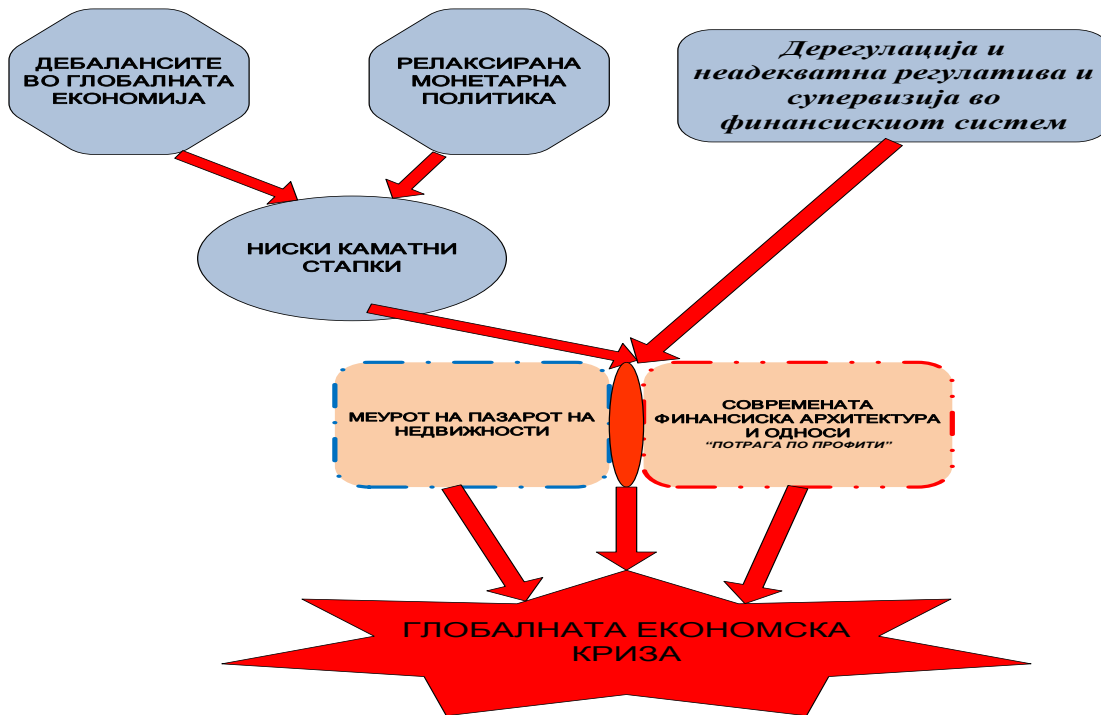 ДЕБАЛАНСИТЕ
ВО ГЛОБАЛНАТА
ЕКОНОМИЈА
РЕЛАКСИРАНА
МОНЕТАРНА
ПОЛИТИКА
Дерегулација и
неадекватна регулатива и
супервизија во
финансискиот систем
НИСКИ КАМАТНИ
СТАПКИ
МЕУРОТ НА ПАЗАРОТ НА
НЕДВИЖНОСТИ
СОВРЕМЕНАТА
ФИНАНСИСКА АРХИТЕКТУРА
И ОДНОСИ
“ПОТРАГА ПО ПРОФИТИ”
ГЛОБАЛНАТА ЕКОНОМСКА
КРИЗА